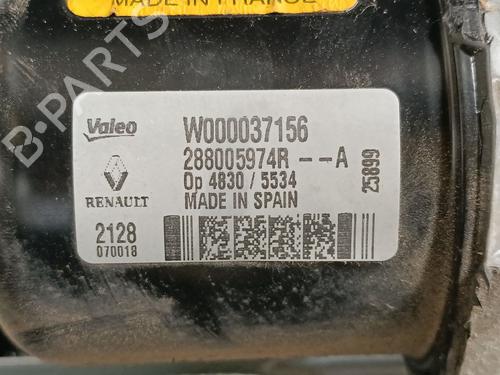 MADE IN FRANCE
Valeo
W000037156
288005974R - - A
Op 4830 / 5534
MADE IN SPAIN
25899
RENAULT
2128
070018
B-PARTS